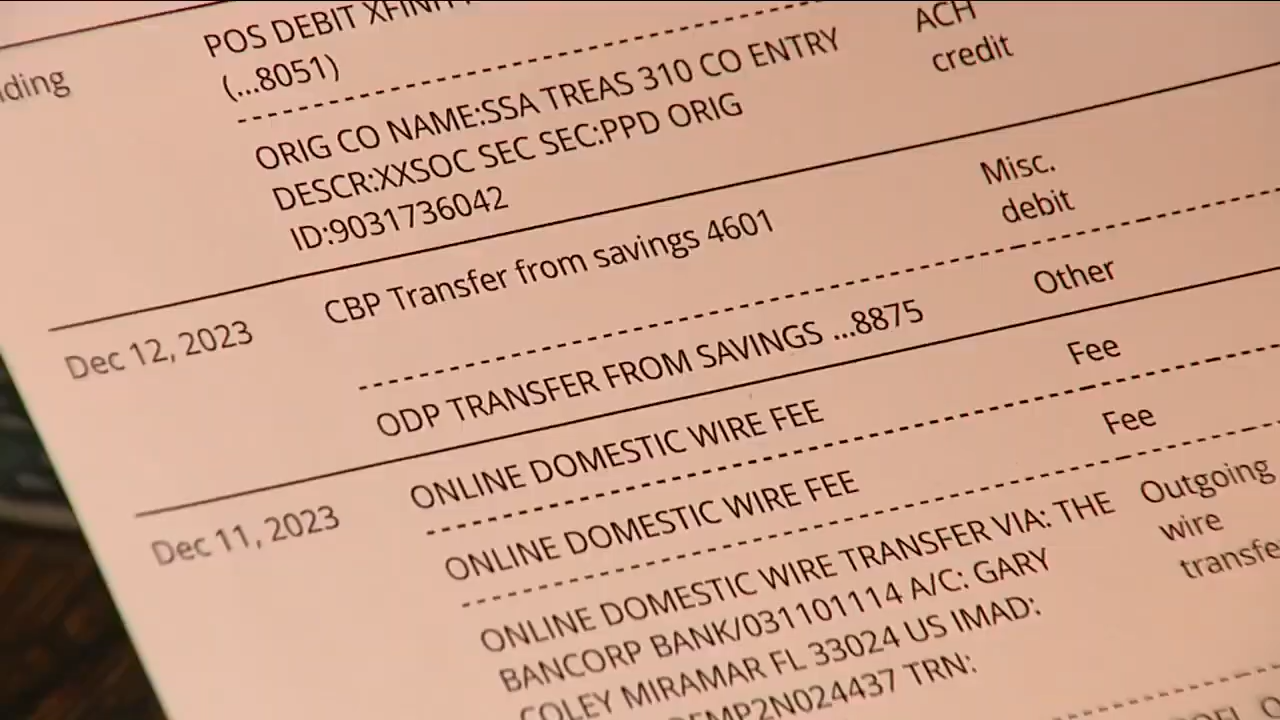 POS DEBIT XFINITY
(...8051)
ORIG CO NAME:SSA TREAS 310 CO ENTRY
DESCR:XXSOC SEC SEC:PPD ORIG
ID:9031736042
ACH
credit
Dec 12, 2023
CBP Transfer from savings 4601
Misc.
debit
ODP TRANSFER FROM SAVINGS ...8875
Other
Dec 11, 2023
ONLINE DOMESTIC WIRE FEE
Fee
ONLINE DOMESTIC WIRE FEE
Fee
ONLINE DOMESTIC WIRE TRANSFER VIA: THE
BANCORP BANK/031101114 A/C: GARY
COLEY MIRAMAR FL 33024 US IMAD:
TRN:
Outgoing
wire